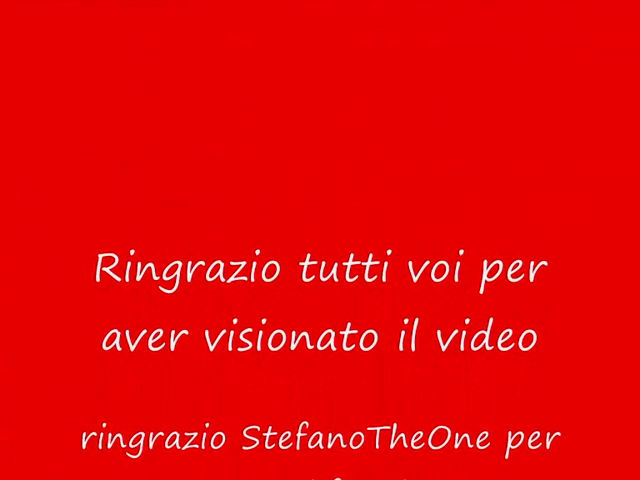 Ringrazio tutti voi per
aver visionato il video
ringrazio StefanoTheOne per